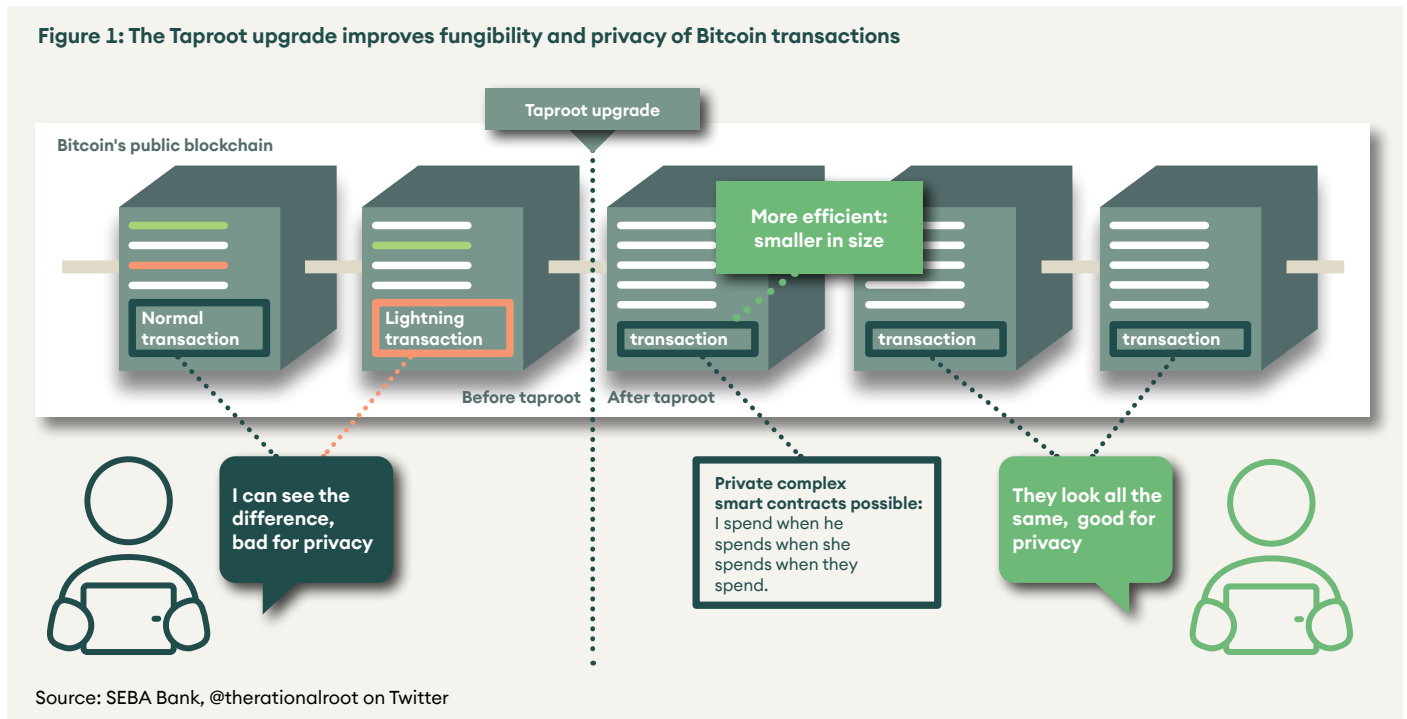 Figure 1: The Taproot upgrade improves fungibility and privacy of Bitcoin transactions
Taproot upgrade
Bitcoin's public blockchain
More efficient:
smaller in size
Normal
transaction
Lightning
transaction
transaction
transaction
transaction
Before taproot
After taproot
I can see the
difference,
bad for privacy
Private complex
smart contracts possible:
I spend when he
spends when she
spends when they
spend.
They look all the
same, good for
privacy
Source: SEBA Bank, @therationalroot on Twitter